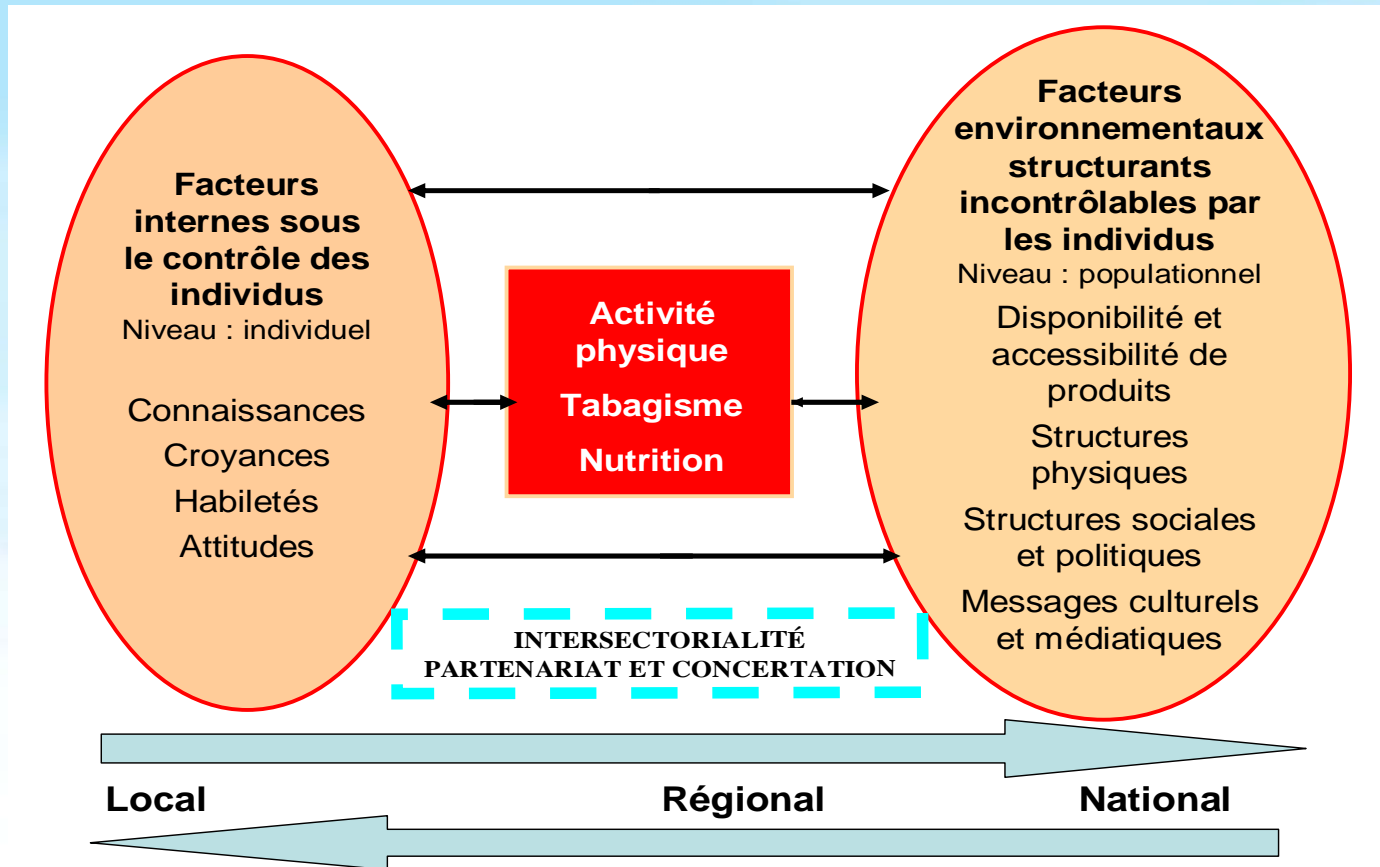 Facteurs
internes sous
le contrôle des
individus
Niveau : individuel
Connaissances
Croyances
Habiletés
Attitudes
Activité
physique
Tabagisme
Nutrition
Facteurs
environnementaux
structurants
incontrôlables par
les individus
Niveau : populationnel
Disponibilité et
accessibilité de
produits
Structures
physiques
Structures sociales
et politiques
Messages culturels
et médiatiques
INTERSECTORIALITÉ
PARTENARIAT ET CONCERTATION
Local Régional National